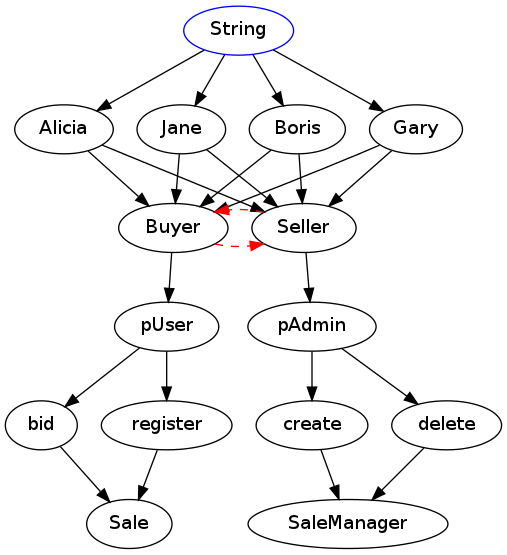 String
Alicia
Jane
Boris
Gary
Buyer
Seller
pUser
pAdmin
bid
register
create
delete
Sale
SaleManager